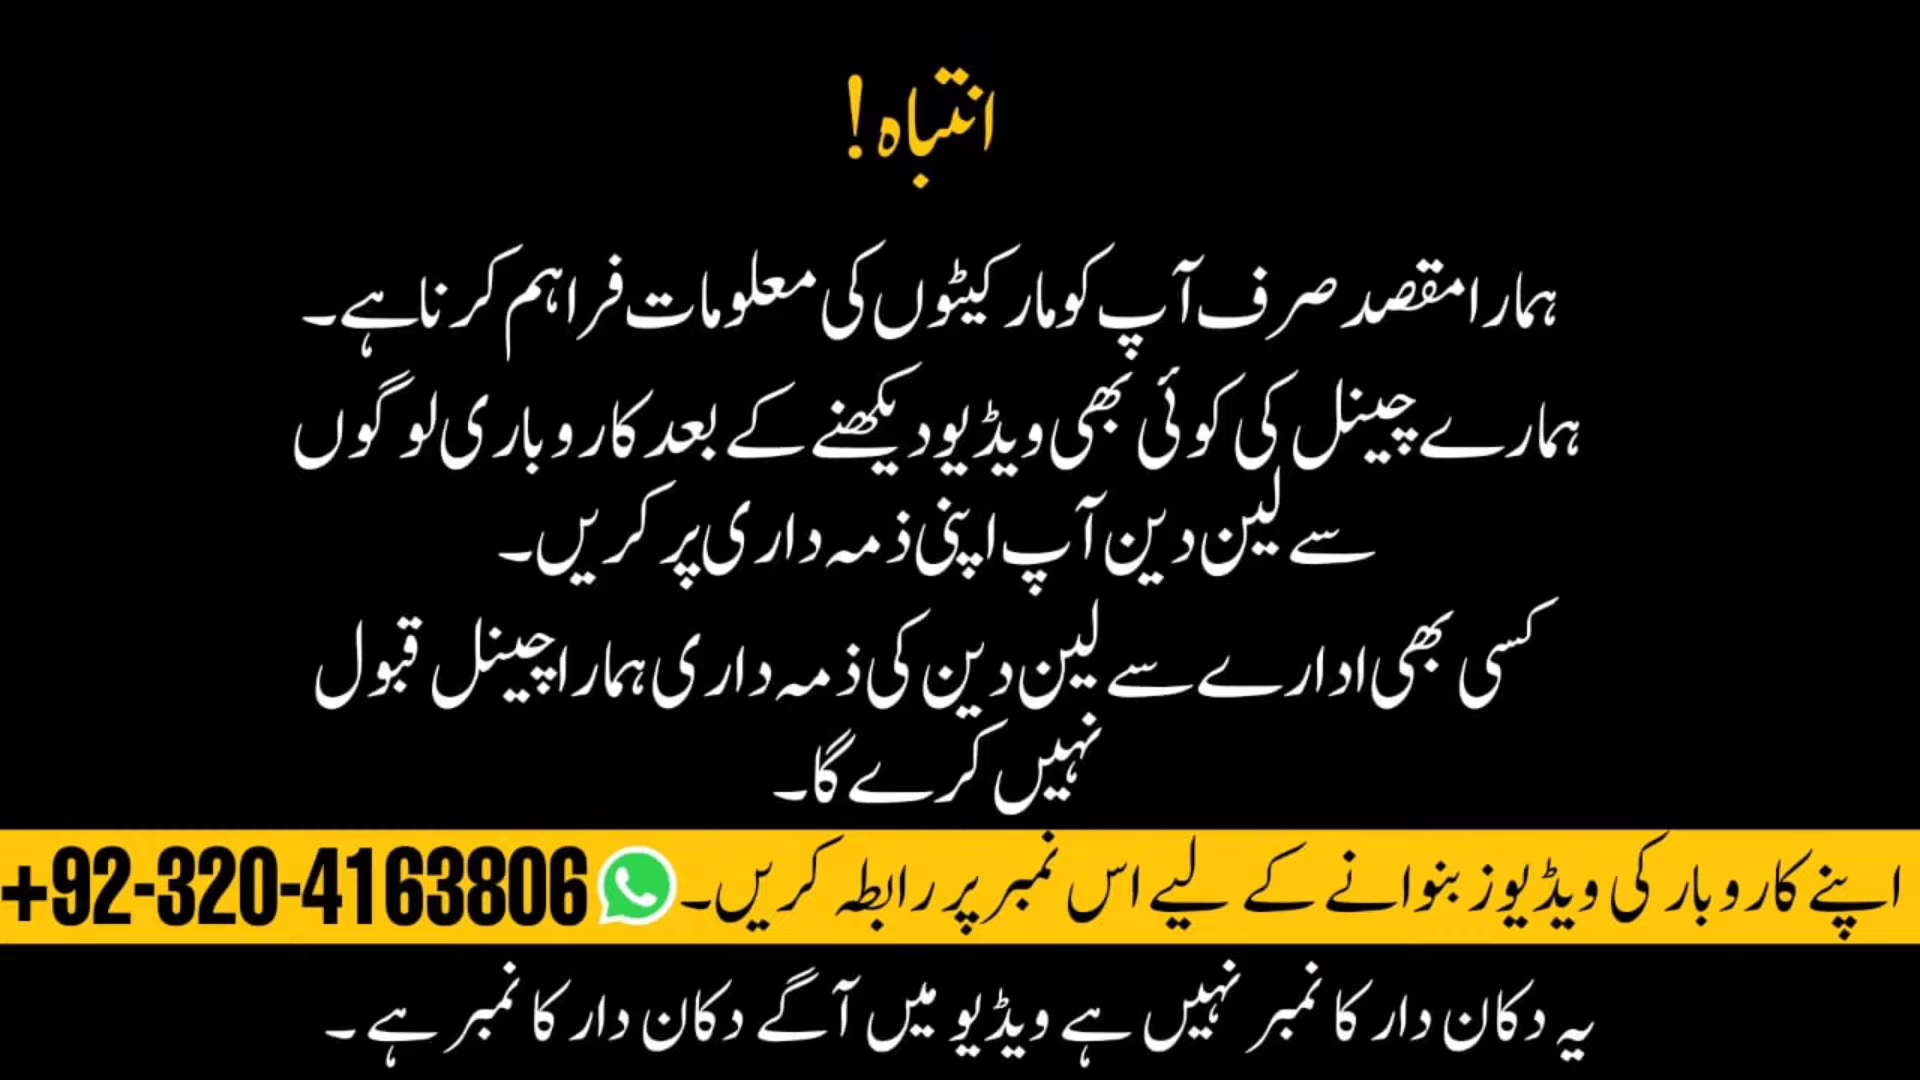 انتباہ!
ہمارا مقصد صرف آپ کو مارکیٹوں کی معلومات فراہم کرنا ہے۔
ہمارے چینل کی کوئی بھی ویڈیو دیکھنے کے بعد کاروباری لوگوں
سے لین دین آپ اپنی ذمہ داری پر کریں۔
کسی بھی ادارے سے لین دین کی ذمہ داری ہمارا چینل قبول
نہیں کرے گا۔
اپنے کاروبار کی ویڈیوز بنوانے کے لیے اس نمبر پر رابطہ کریں۔ +92-320-4163806
یہ دکان دار کا نمبر نہیں ہے ویڈیو میں آگے دکان دار کا نمبر ہے۔